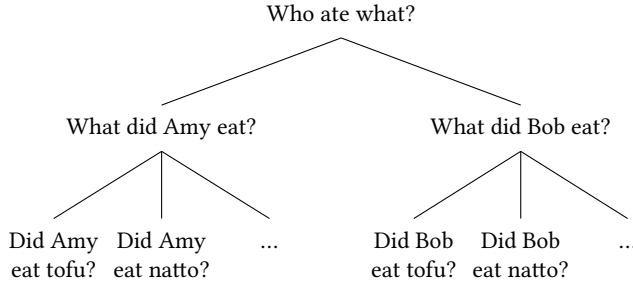 Who ate what?
What did Amy eat? What did Bob eat?
Did Amy eat tofu?
Did Amy eat natto?
...
Did Bob eat tofu?
Did Bob eat natto?
...